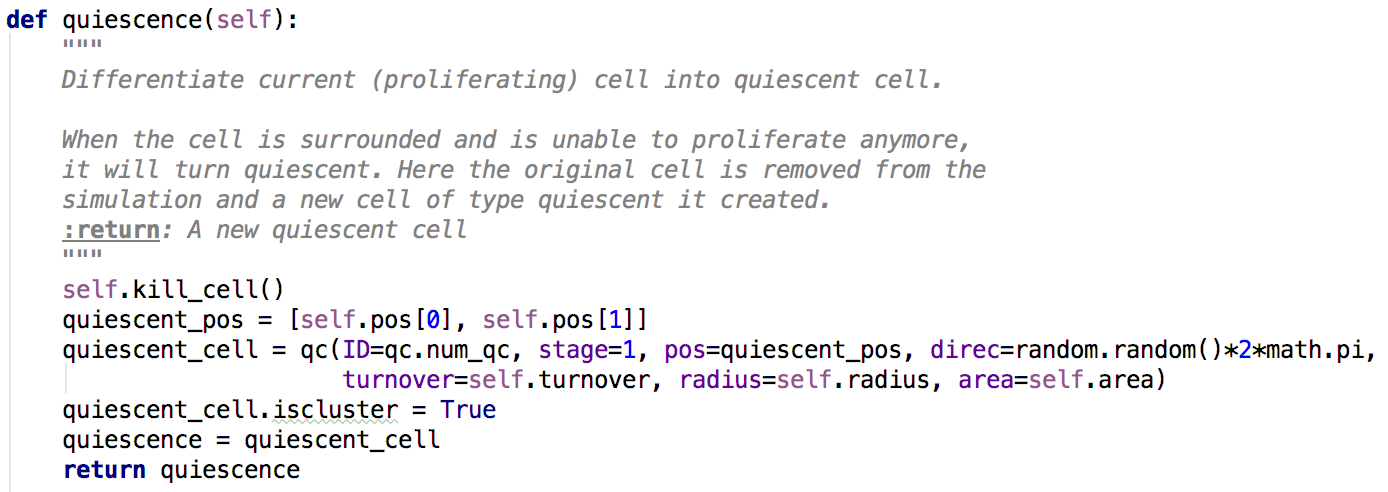 def quiescence(self):
"""
Differentiate current (proliferating) cell into quiescent cell.
When the cell is surrounded and is unable to proliferate anymore,
it will turn quiescent. Here the original cell is removed from the
simulation and a new cell of type quiescent it created.
:return: A new quiescent cell
"""
self.kill_cell()
quiescent_pos = [self.pos[0], self.pos[1]]
quiescent_cell = qc(ID=qc.num_qc, stage=1, pos=quiescent_pos, direc=random.random()*2*math.pi,
turnover=self.turnover, radius=self.radius, area=self.area)
quiescent_cell.iscluster = True
quiescence = quiescent_cell
return quiescence